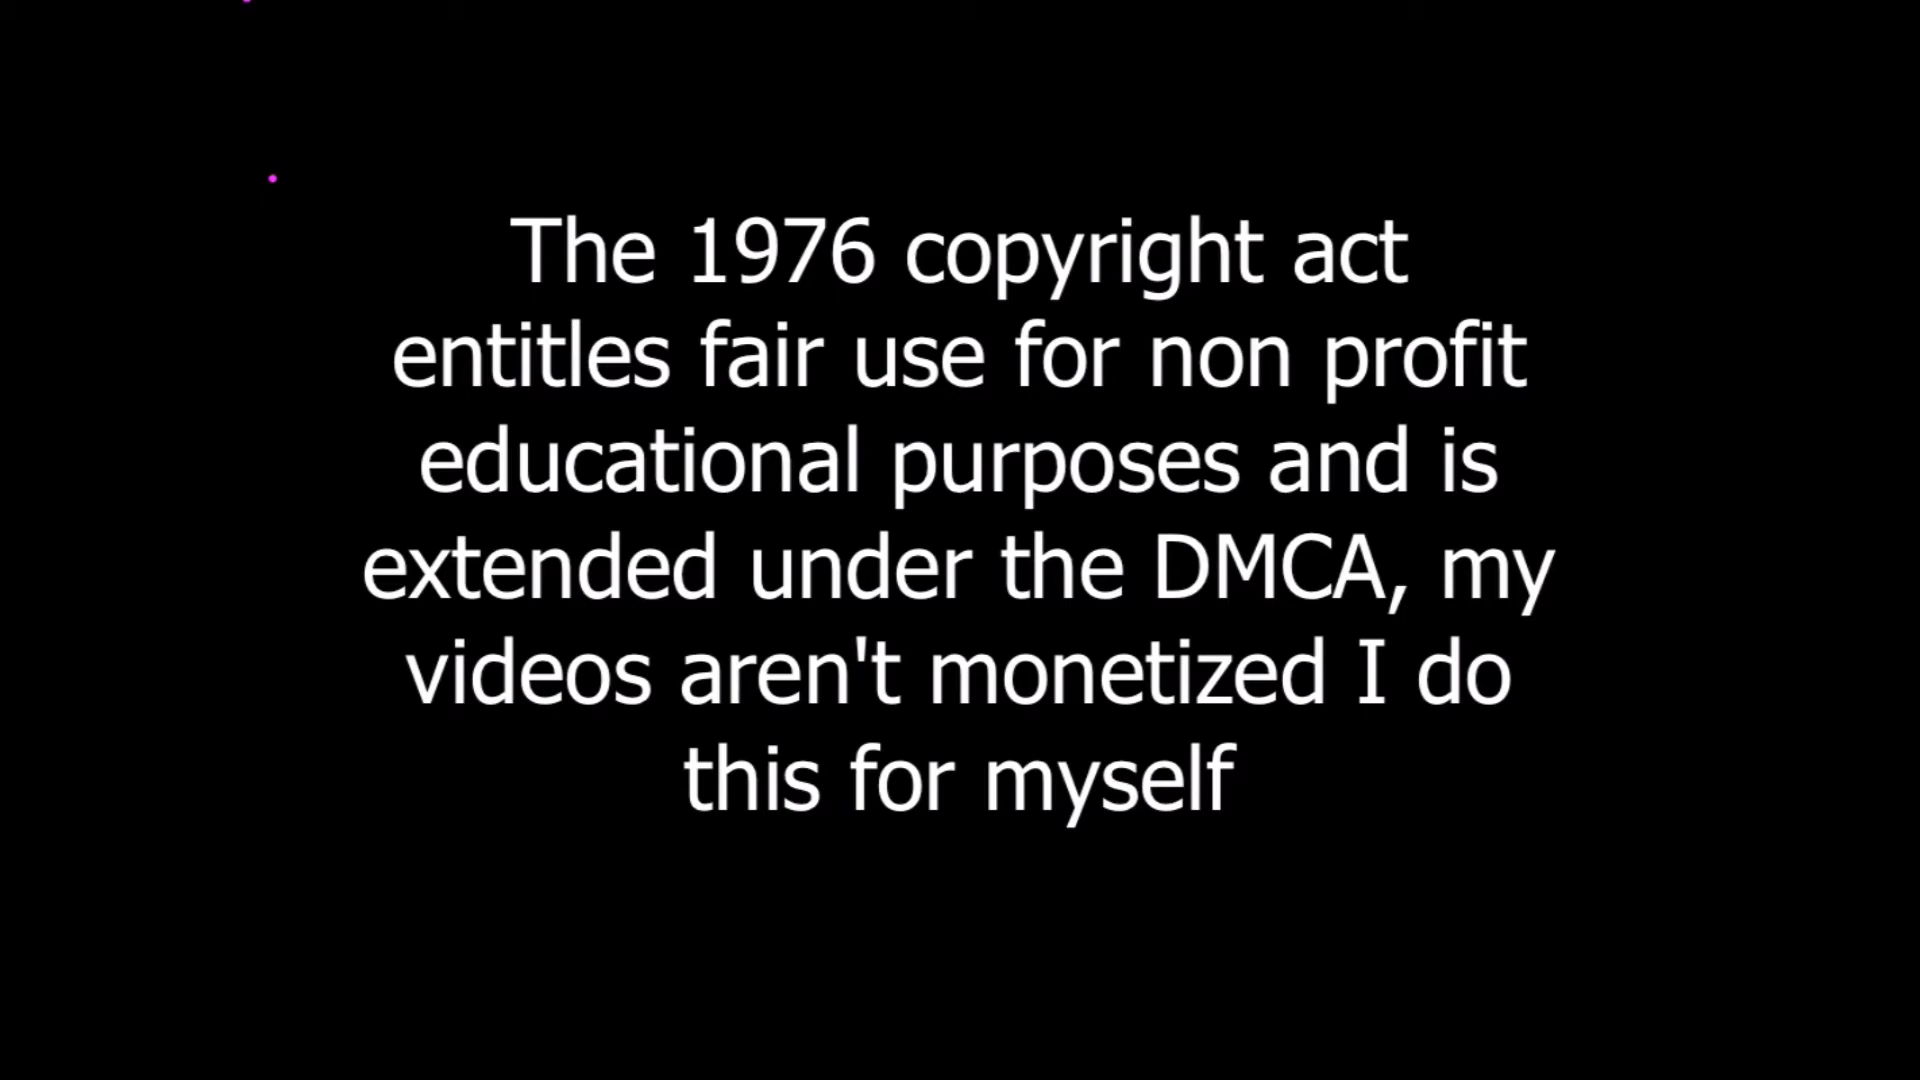 The 1976 copyright act
entitles fair use for non profit
educational purposes and is
extended under the DMCA, my
videos aren't monetized I do
this for myself